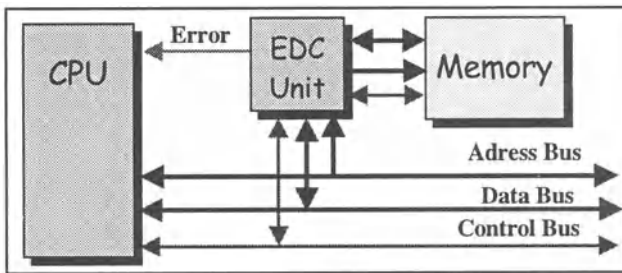 Error
EDC
Unit
CPU
Memory
Adress Bus
Data Bus
Control Bus